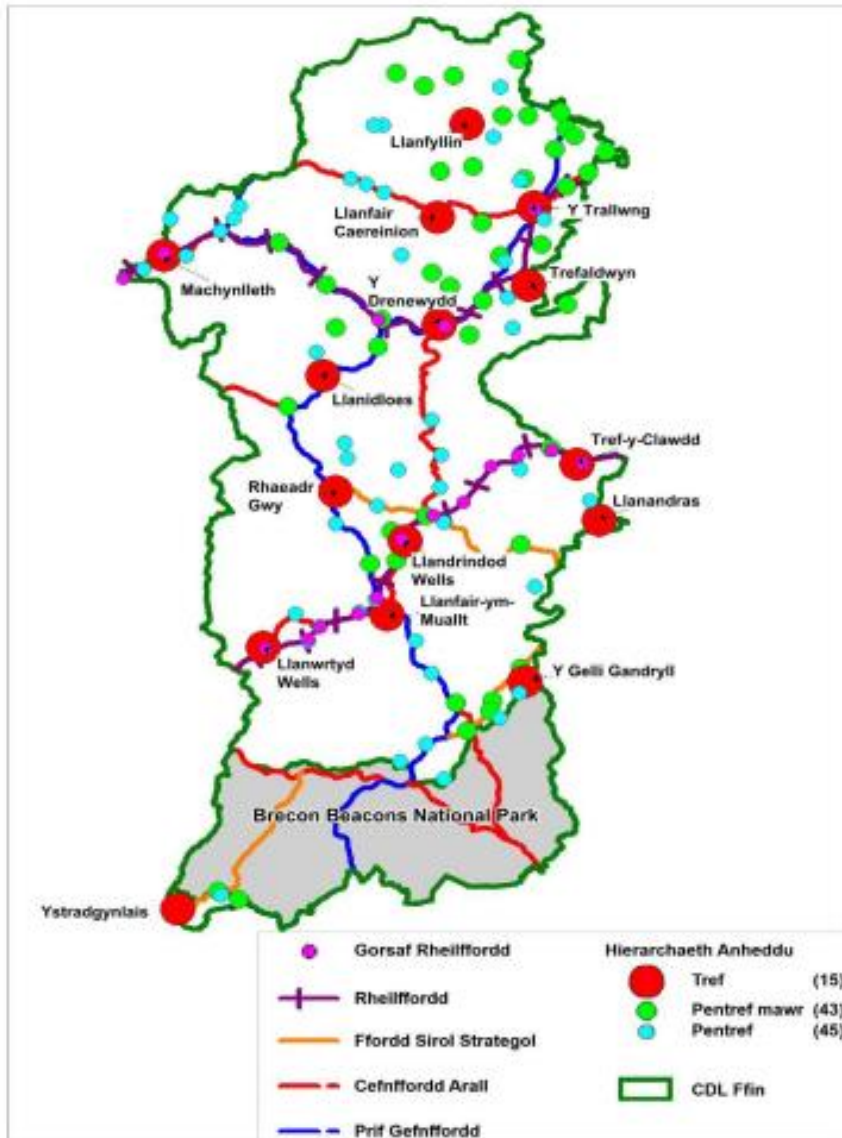 Llanfyllin
Llanfair
Caereinion
Y Trallwng
Machynlleth
Y
Drenewydd
Trefaldwyn
Llanidloes
Tref-y-Clawdd
Rhaeadr
Gwy
Llanandras
Llandrindod
Wells
Llanfair-ym-
Muallt
Llanwrtyd
Wells
Y Gelli Gandryll
Brecon Beacons National Park
Ystradgynlais
Gorsaf Rheilffordd
Rheilffordd
Ffordd Sirol Strategol
Cefnffordd Arall
Prif Gefnffordd
Hierarchaeth Anheddu
Tref (15)
Pentref mawr (43)
Pentref (45)
CDL Ffin